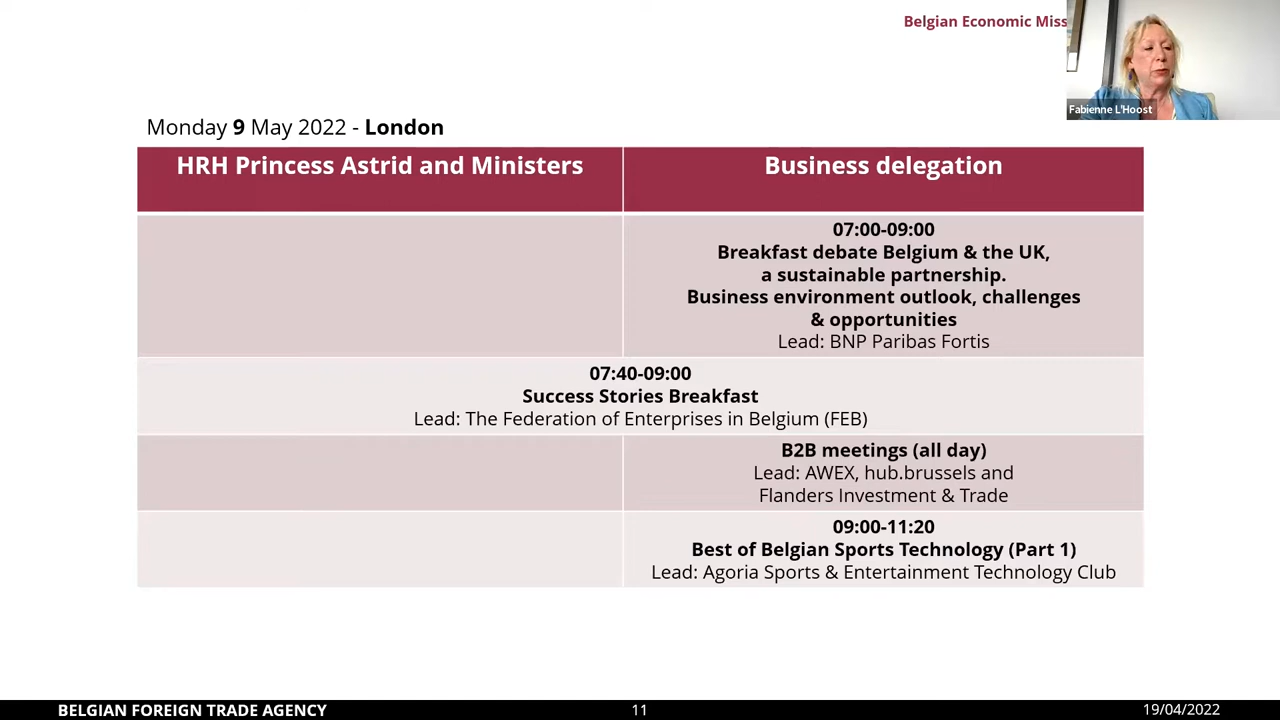 Belgian Economic Miss
Fabienne L'Hoost
Monday 9 May 2022 - London
HRH Princess Astrid and Ministers
Business delegation
07:00-09:00
Breakfast debate Belgium & the UK,
a sustainable partnership.
Business environment outlook, challenges
& opportunities
Lead: BNP Paribas Fortis
07:40-09:00
Success Stories Breakfast
Lead: The Federation of Enterprises in Belgium (FEB)
B2B meetings (all day)
Lead: AWEX, hub.brussels and
Flanders Investment & Trade
09:00-11:20
Best of Belgian Sports Technology (Part 1)
Lead: Agoria Sports & Entertainment Technology Club
BELGIAN FOREIGN TRADE AGENCY
11
19/04/2022